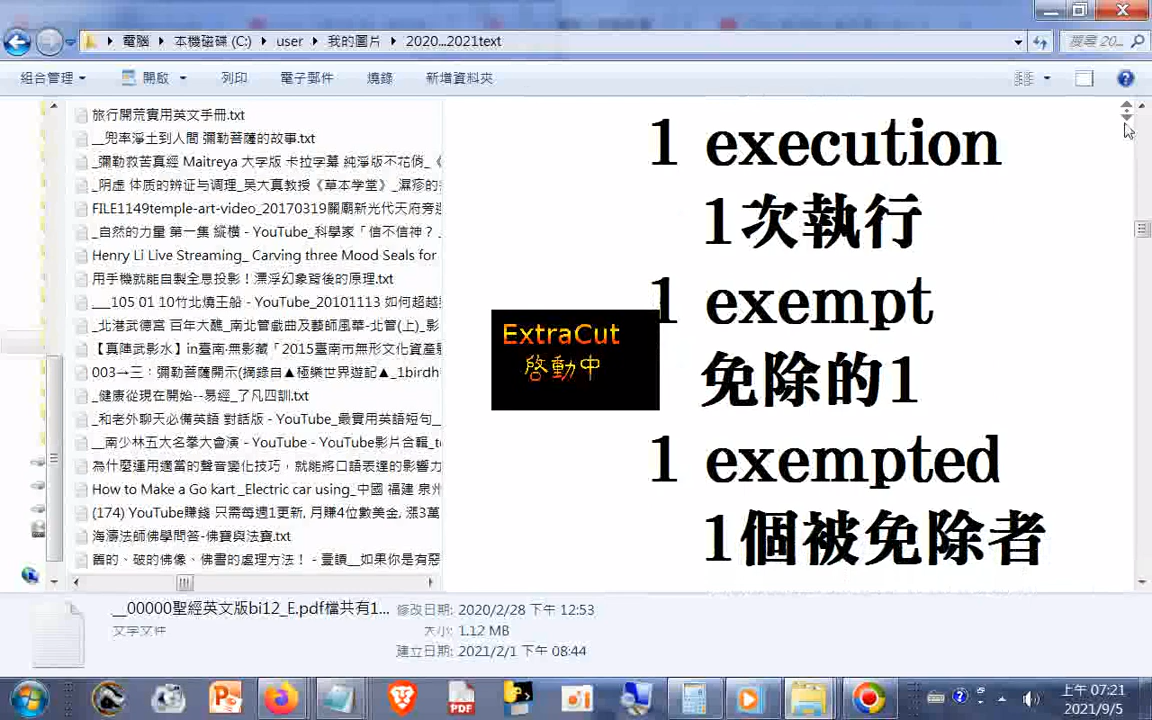 電腦 本機磁碟 (C:) user 我的圖片 2020...2021text
搜尋 20...
組合管理 開啟 列印 電子郵件 燒錄 新增資料夾
旅行開荒實用英文手冊.txt
__兜率淨土到人間 彌勒菩薩的故事.txt
_彌勒救苦真經 Maitreya 大字版 卡拉字幕 純淨版不花俏_《
_阴虚 体质的辨证与调理_吴大真教授《草本学堂》_濕疹的
FILE1149temple-art-video_20170319關廟新光代天府旁邊
_自然的力量 第一集 縱橫 - YouTube_科學家「信不信神？」
Henry Li Live Streaming_ Carving three Mood Seals for
用手機就能自製全息投影！漂浮幻象背後的原理.txt
___105 01 10竹北燒王船 - YouTube_20101113 如何超越
_北港武德宮 百年大醮_南北管戲曲及藝師風華-北管(上)_影
【真陣武影水】in臺南·無影藏「2015臺南市無形文化資產
003→三：彌勒菩薩開示(摘錄自▲極樂世界遊記▲_1birdh
_健康從現在開始--易經_了凡四訓.txt
_和老外聊天必備英語 對話版 - YouTube_最實用英語短句_
__南少林五大名拳大會演 - YouTube - YouTube影片合輯_to
為什麼運用適當的聲音變化技巧，就能將口語表達的影響力
How to Make a Go kart _Electric car using_中國 福建 泉州
(174) YouTube賺錢 只需每週1更新, 月賺4位數美金, 漲3萬
海濤法師佛學問答-佛寶與法寶.txt
舊的、破的佛像、佛書的處理方法！ - 壹讀__如果你是有惡
1 execution
1次執行
1 exempt
免除的1
1 exempted
1個被免除者
ExtraCut
啓動中
__00000聖經英文版bi12_E.pdf檔共有1... 修改日期: 2020/2/28 下午 12:53
文字文件 大小: 1.12 MB
建立日期: 2021/2/1 下午 08:44
上午 07:21
2021/9/5